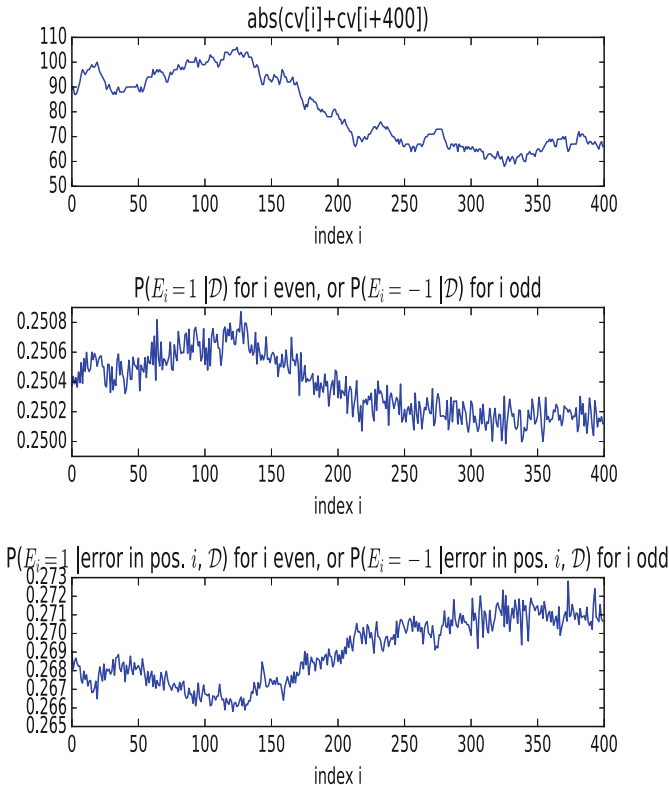 abs(cv[i]+cv[i+400])
110
100
90
80
70
60
50
0 50 100 150 200 250 300 350 400
index i
P(E_i = 1 |𝒟) for i even, or P(E_i = −1 |𝒟) for i odd
0.2508
0.2506
0.2504
0.2502
0.2500
0 50 100 150 200 250 300 350 400
index i
P(E_i = 1 |error in pos. i, 𝒟) for i even, or P(E_i = −1 |error in pos. i, 𝒟) for i odd
0.273
0.272
0.271
0.270
0.269
0.268
0.267
0.266
0.265
0 50 100 150 200 250 300 350 400
index i